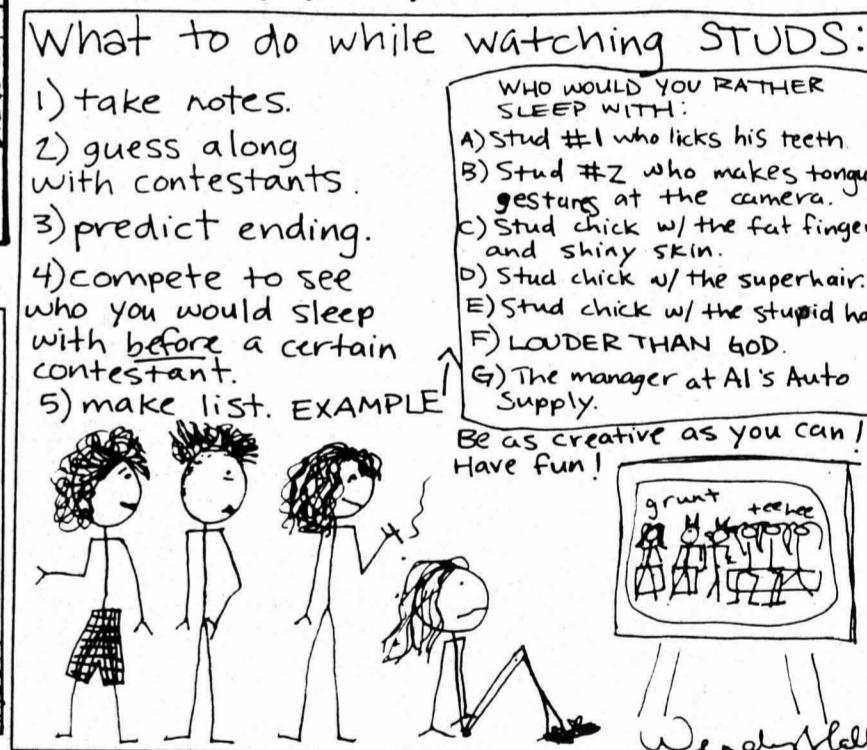 What to do while watching STUDS:
1) take notes.
2) guess along
with contestants.
3) predict ending.
4) compete to see
who you would sleep
with before a certain
contestant.
5) make list. EXAMPLE
WHO WOULD YOU RATHER
SLEEP WITH:
A) Stud #1 who licks his teeth
B) Stud #2 who makes
gestures at the camera.
C) Stud chick w/ the fat
and shiny skin.
D) Stud chick w/ the superhair.
E) Stud chick w/ the stupid
F) LOUDER THAN GOD.
G) The manager at Al's Auto
Supply.
Be as creative as you can!
Have fun!
grunt
teehee